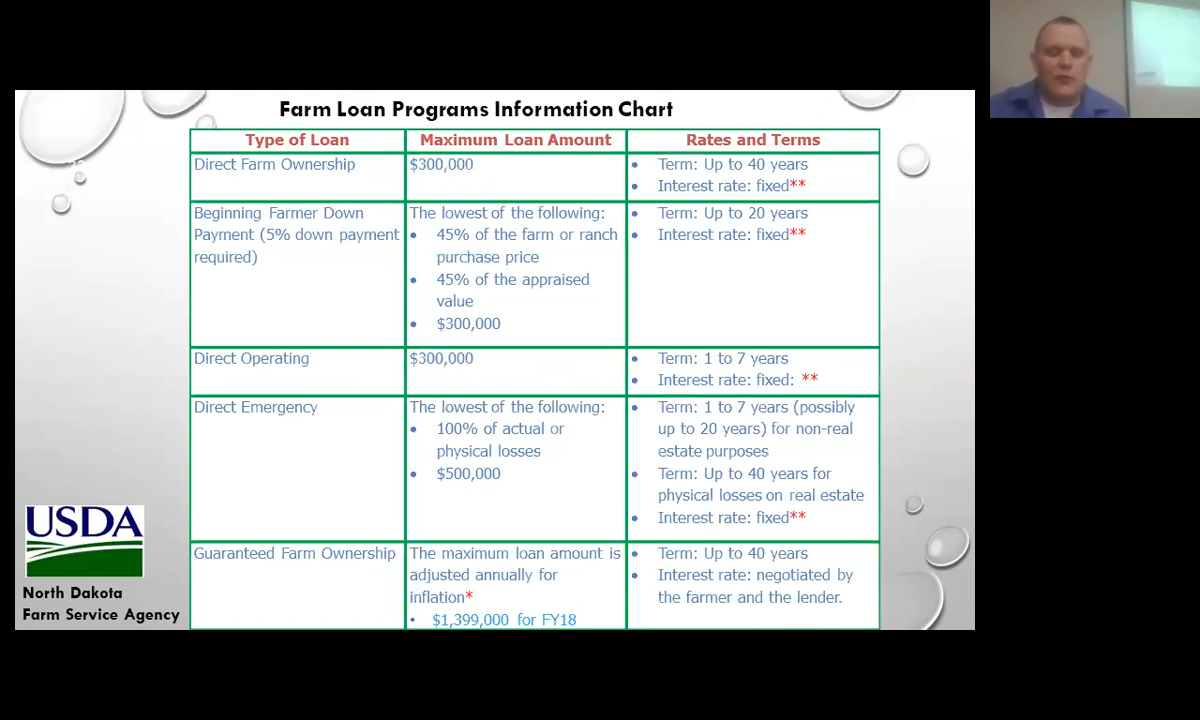 Farm Loan Programs Information Chart
Type of Loan
Maximum Loan Amount
Rates and Terms
Direct Farm Ownership
$300,000
• Term: Up to 40 years
• Interest rate: fixed**
Beginning Farmer Down
Payment (5% down payment
required)
The lowest of the following:
• 45% of the farm or ranch
purchase price
• 45% of the appraised
value
• $300,000
• Term: Up to 20 years
• Interest rate: fixed**
Direct Operating
$300,000
• Term: 1 to 7 years
• Interest rate: fixed: **
Direct Emergency
The lowest of the following:
• 100% of actual or
physical losses
• $500,000
• Term: 1 to 7 years (possibly
up to 20 years) for non-real
estate purposes
• Term: Up to 40 years for
physical losses on real estate
• Interest rate: fixed**
Guaranteed Farm Ownership
The maximum loan amount is
adjusted annually for
inflation*
• $1,399,000 for FY18
• Term: Up to 40 years
• Interest rate: negotiated by
the farmer and the lender.
USDA
North Dakota
Farm Service Agency